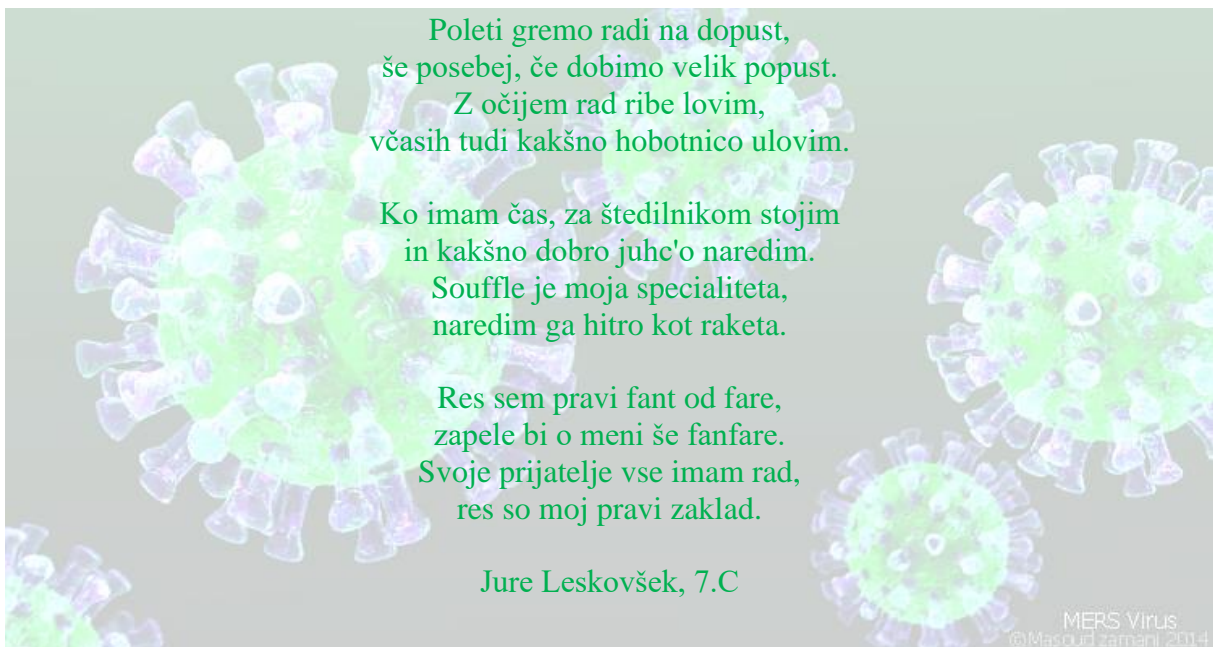 Poleti gremo radi na dopust,
še posebej, če dobimo velik popust.
Z očijem rad ribe lovim,
včasih tudi kakšno hobotnico ulovim.
Ko imam čas, za štedilnikom stojim
in kakšno dobro juhc'o naredim.
Souffle je moja specialiteta,
naredim ga hitro kot raketa.
Res sem pravi fant od fare,
zapele bi o meni še fanfare.
Svoje prijatelje vse imam rad,
res so moj pravi zaklad.
Jure Leskovšek, 7.C
MERS Virus
©Masoud zamani 2014